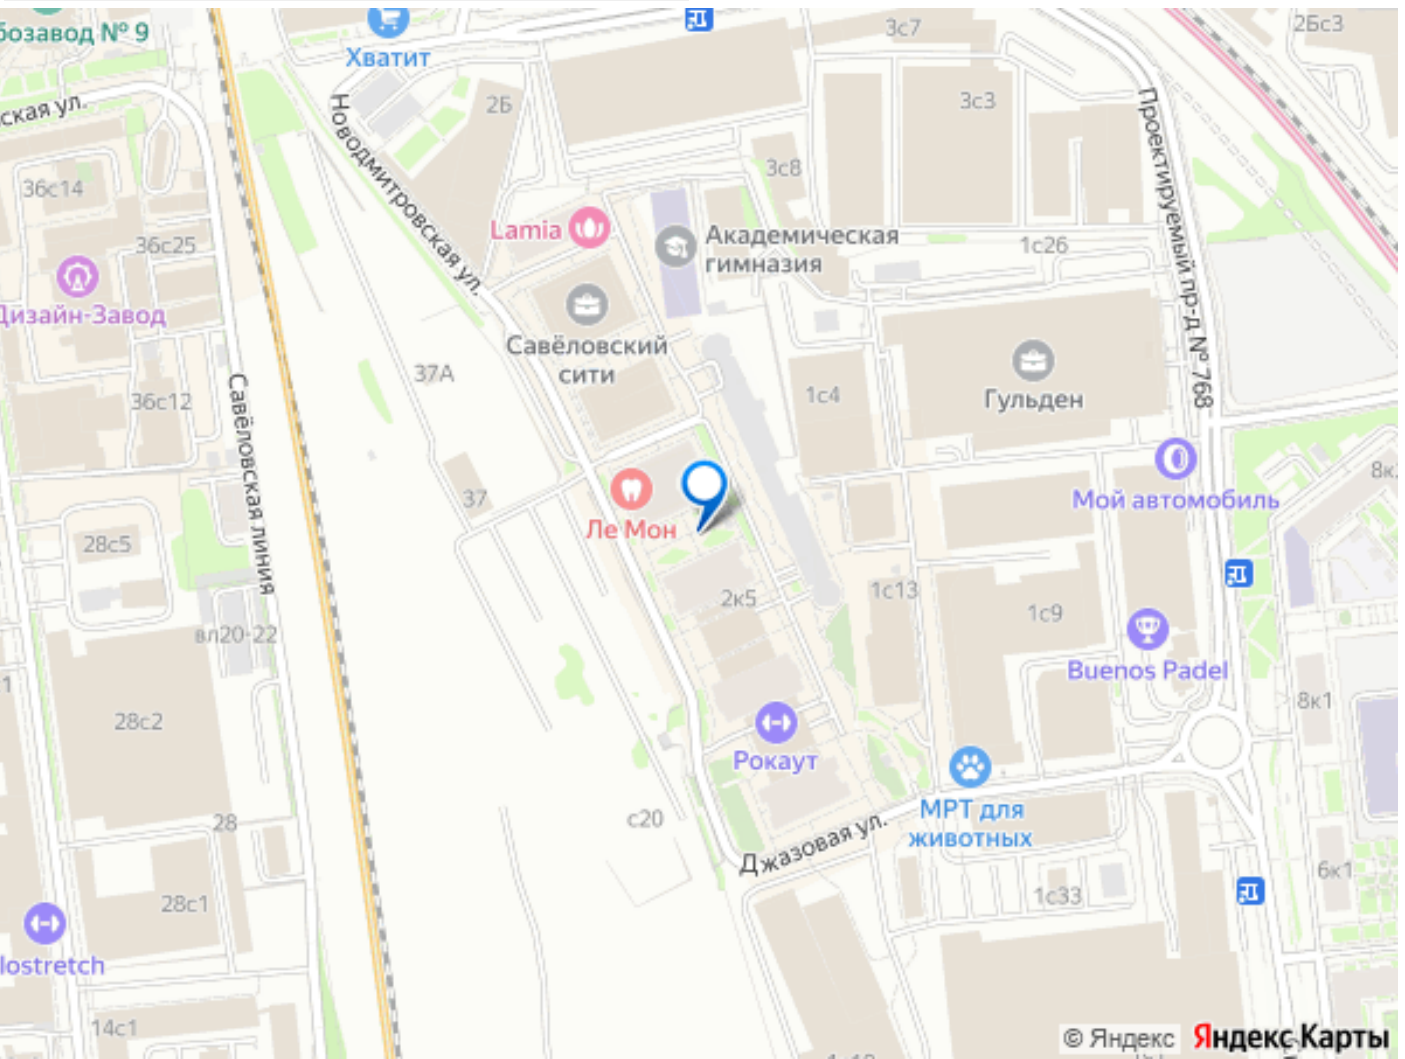 бозавод № 9
Хватит
3с7
2Бс3
ская ул.
2Б
3с3
Новодмитровская ул.
Проектируемый пр-д № 768
3с8
36с14
Lamia
Академическая
гимназия
36с25
1с26
Дизайн-Завод
Савёловский
сити
37А
36с12
1с4
Гульден
Савёловская линия
8к
37
Ле Мон
Мой автомобиль
28с5
2к5
1с13
1с9
вл20-22
Buenos Padel
28с2
8к1
Рокаут
МРТ для
животных
с20
28
Джазовая ул.
6к1
28с1
1с33
lostretch
14с1
© Яндекс Яндекс Карты